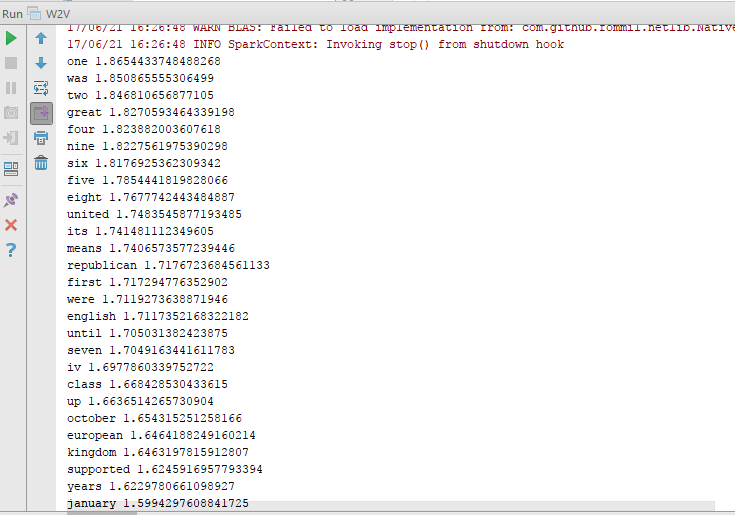 Run W2V
17/06/21 16:26:48 WARN BLAS: Failed to load implementation from: com.github.fommil.netlib.Native
17/06/21 16:26:48 INFO SparkContext: Invoking stop() from shutdown hook
one 1.8654433748488268
was 1.850865555306499
two 1.846810656877105
great 1.8270593464339198
four 1.823882003607618
nine 1.8227561975390298
six 1.8176925362309342
five 1.7854441819828066
eight 1.7677742443484887
united 1.7483545877193485
its 1.741481112349605
means 1.7406573577239446
republican 1.7176723684561133
first 1.717294776352902
were 1.7119273638871946
english 1.7117352168322182
until 1.705031382423875
seven 1.7049163441611783
iv 1.6977860339752722
class 1.668428530433615
up 1.6636514265730904
october 1.654315251258166
european 1.6464188249160214
kingdom 1.6463197815912807
supported 1.6245916957793394
years 1.6229780661098927
january 1.5994297608841725